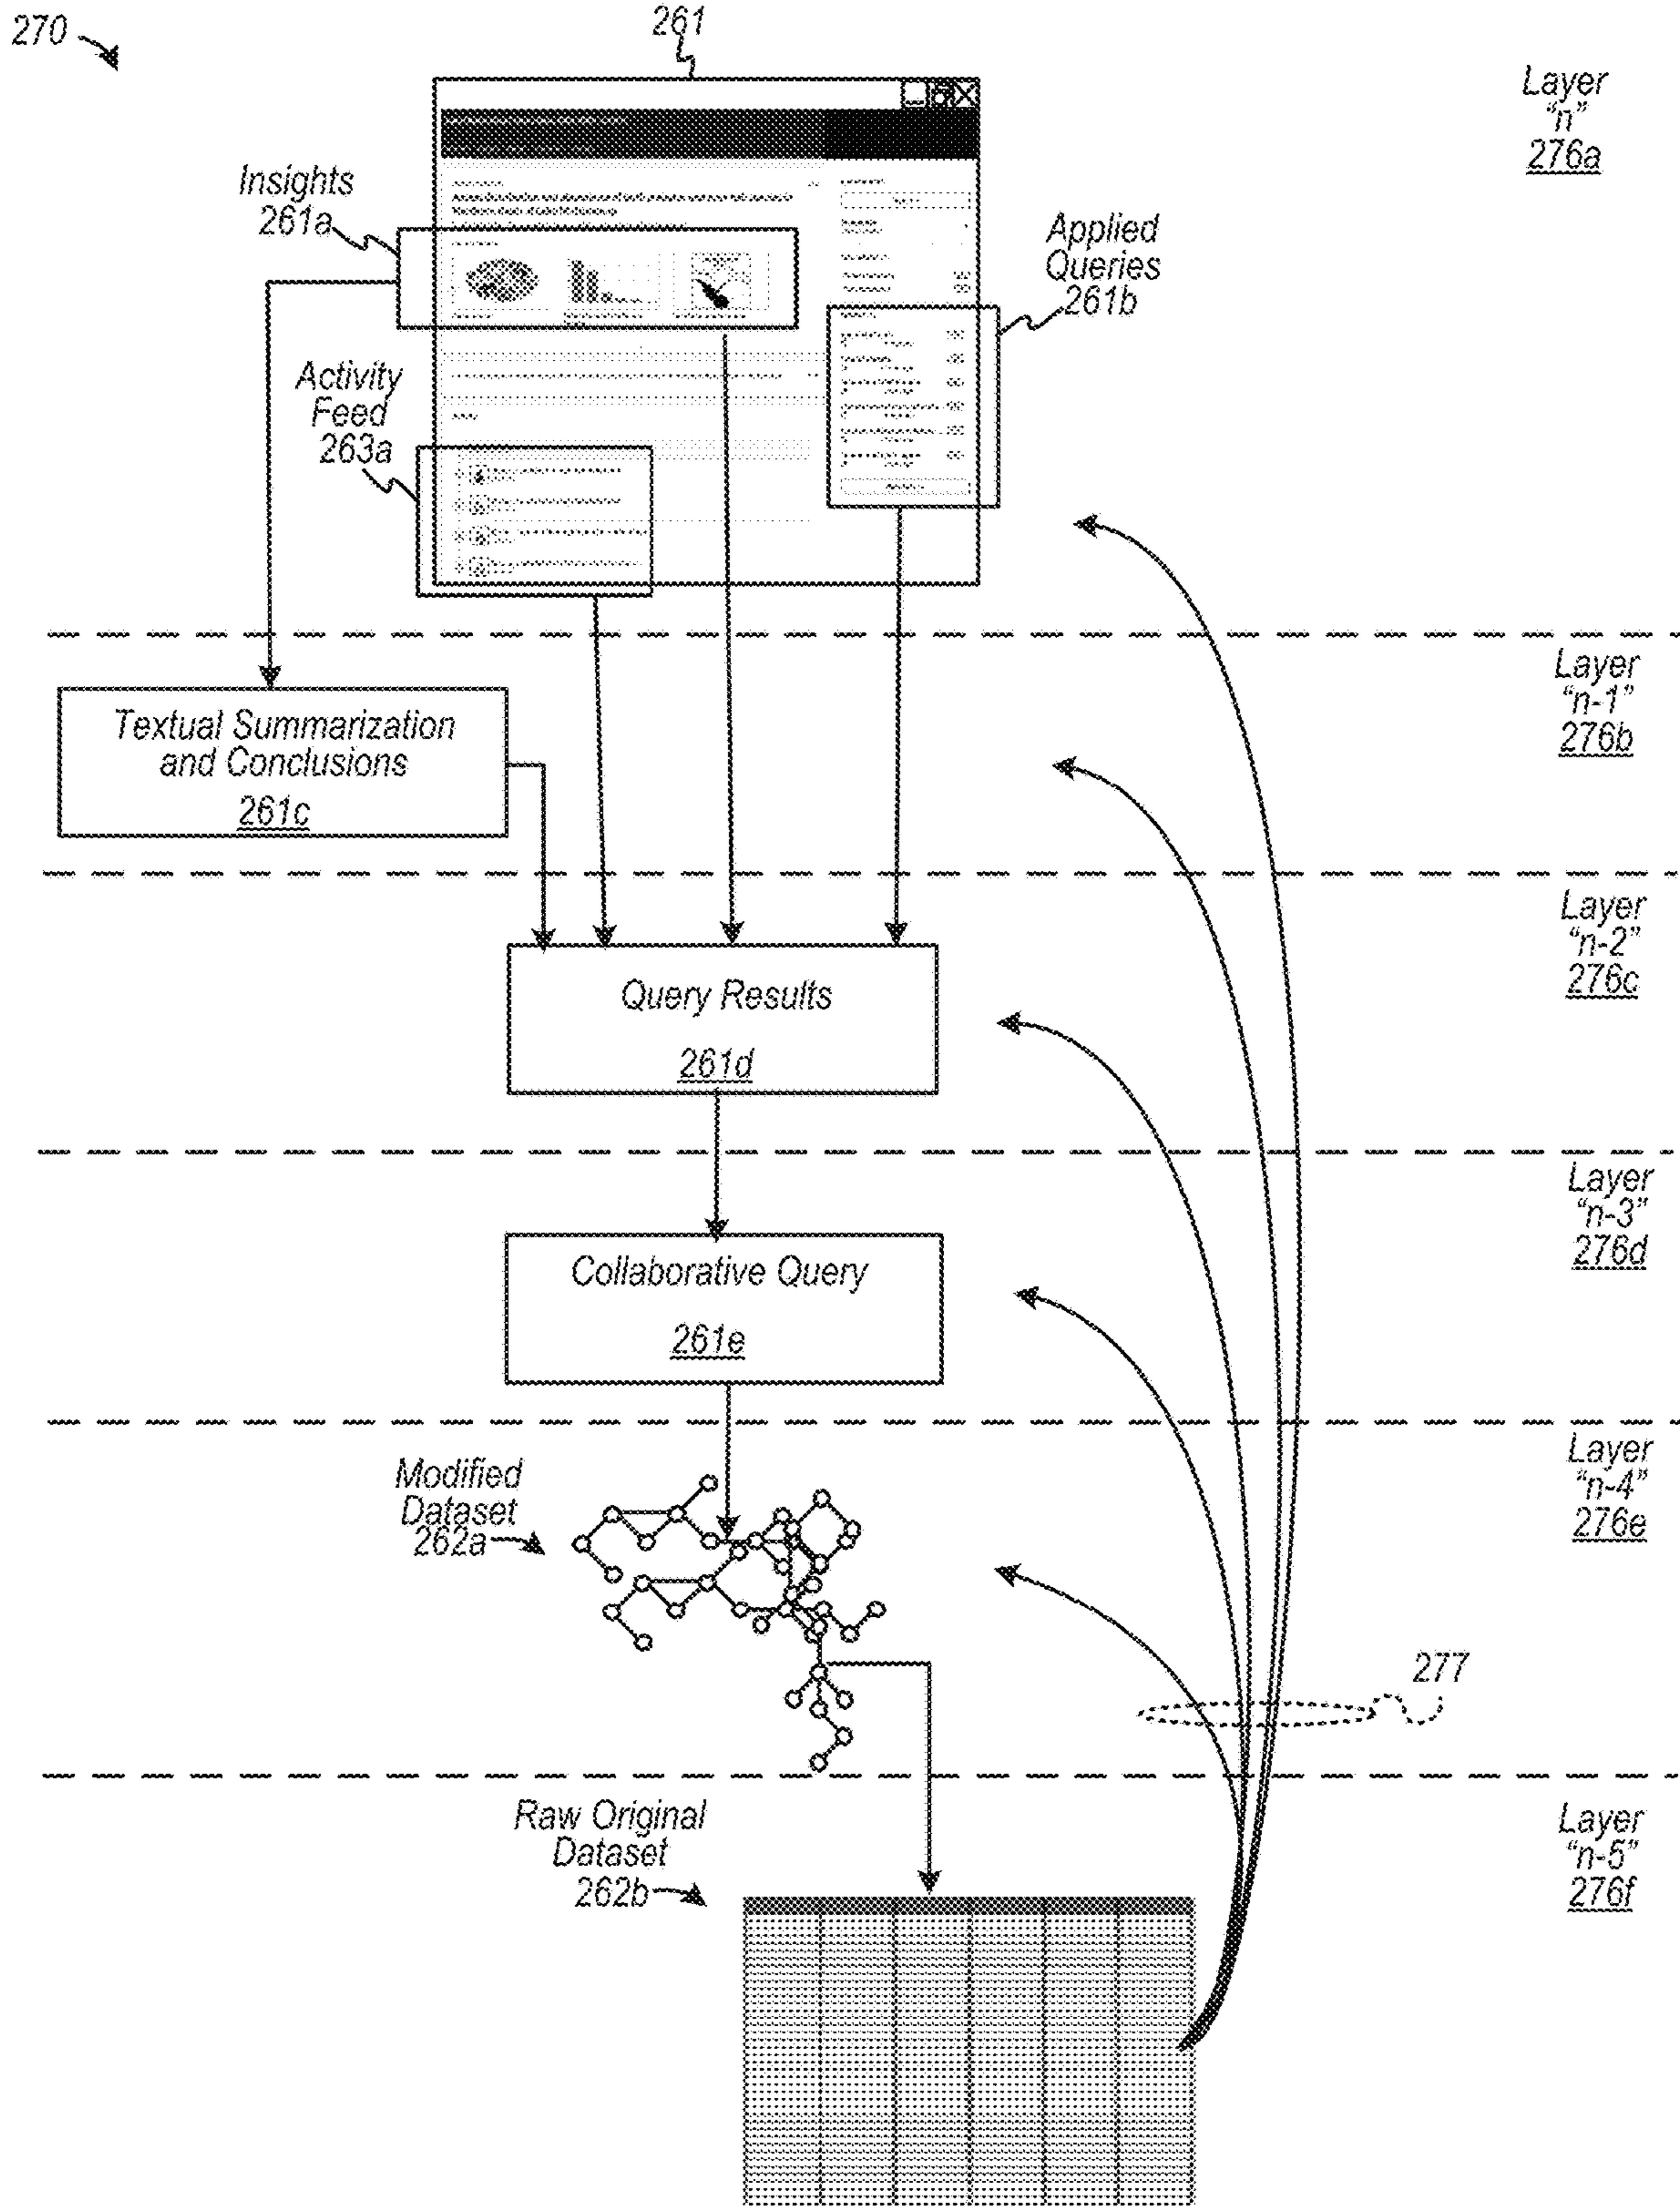 270
261
Layer
“n”
276a
Insights
261a
Applied
Queries
261b
Activity
Feed
263a
Layer
“n-1”
276b
Textual Summarization
and Conclusions
261c
Layer
“n-2”
276c
Query Results
261d
Layer
“n-3”
276d
Collaborative Query
261e
Layer
“n-4”
276e
Modified
Dataset
262a
277
Raw Original
Dataset
262b
Layer
“n-5”
276f